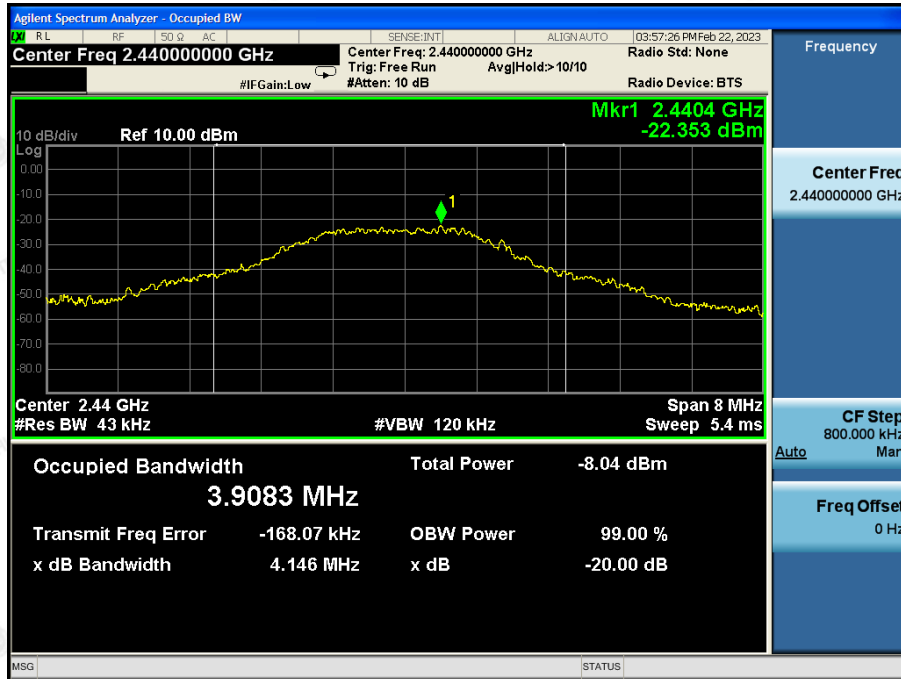 Agilent Spectrum Analyzer - Occupied BW
LXI RL RF 50 Ω AC SENSE:INT ALIGN AUTO 03:57:26 PM Feb 22, 2023
Center Freq 2.440000000 GHz
Center Freq: 2.440000000 GHz
Radio Std: None
Trig: Free Run
Avg|Hold:>10/10
#IFGain:Low
#Atten: 10 dB
Radio Device: BTS
Frequency
Mkr1 2.4404 GHz
-22.353 dBm
10 dB/div
Ref 10.00 dBm
Log
0.00
-10.0
-20.0
-30.0
-40.0
-50.0
-60.0
-70.0
-80.0
1
Center 2.44 GHz
Span 8 MHz
#Res BW 43 kHz
#VBW 120 kHz
Sweep 5.4 ms
Occupied Bandwidth
3.9083 MHz
Total Power -8.04 dBm
Transmit Freq Error -168.07 kHz
OBW Power 99.00 %
x dB Bandwidth 4.146 MHz
x dB -20.00 dB
Center Freq
2.440000000 GHz
CF Step
800.000 kHz
Auto Man
Freq Offset
0 Hz
MSG
STATUS